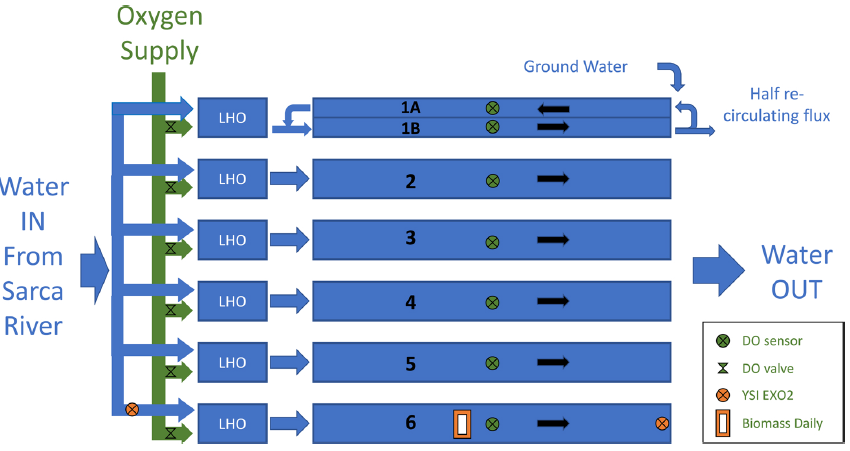 Oxygen
Supply
Ground Water
Half re-
circulating flux
LHO
1A
1B
LHO
2
Water
IN
From
Sarca
River
LHO
3
Water
OUT
LHO
4
LHO
5
LHO
6
DO sensor
DO valve
YSI EXO2
Biomass Daily